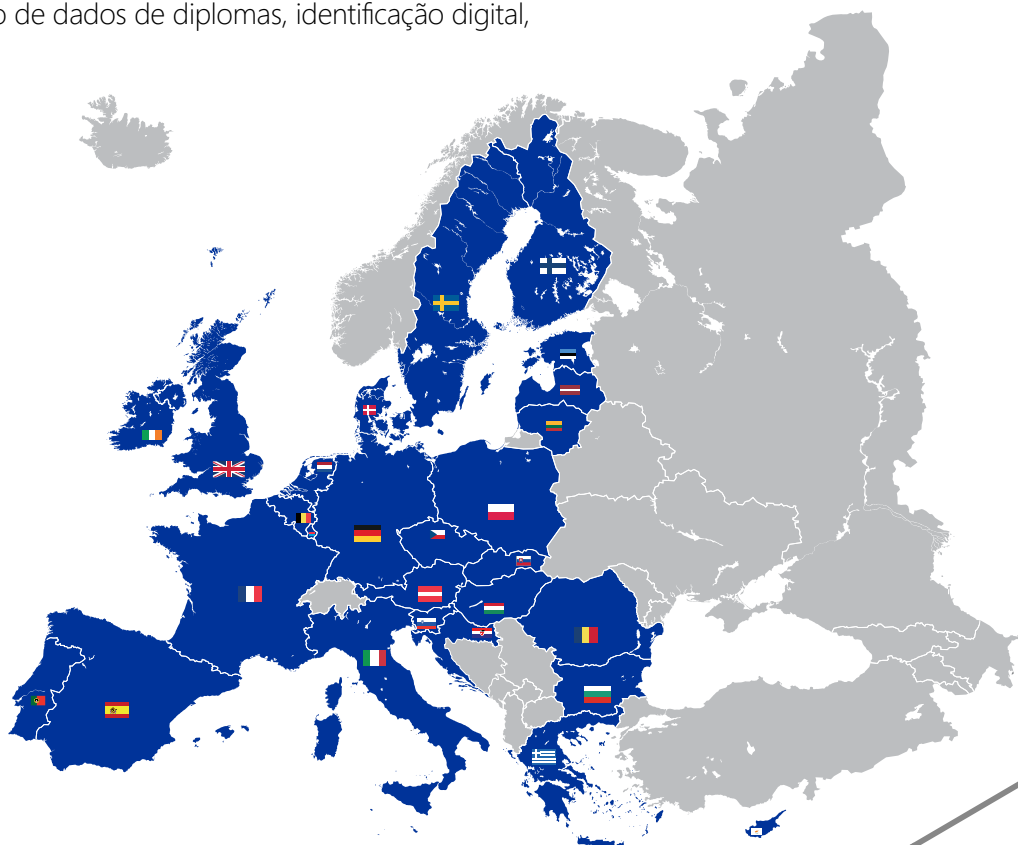 o de dados de diplomas, identificação digital,